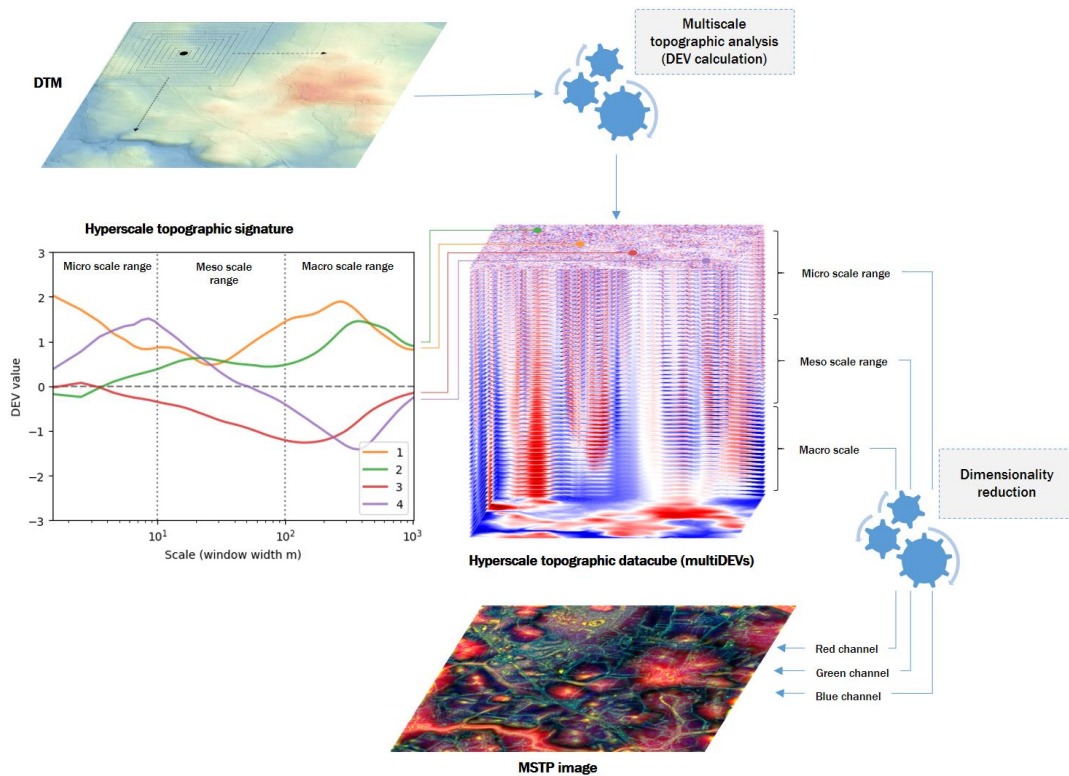 Multiscale
topographic analysis
(DEV calculation)
DTM
Hyperscale topographic signature
3
2
1
0
−1
−2
−3
DEV value
Micro scale range
Meso scale
range
Macro scale range
1
2
3
4
10¹
10²
10³
Scale (window width m)
Micro scale range
Meso scale range
Macro scale
Dimensionality
reduction
Hyperscale topographic datacube (multiDEVs)
Red channel
Green channel
Blue channel
MSTP image